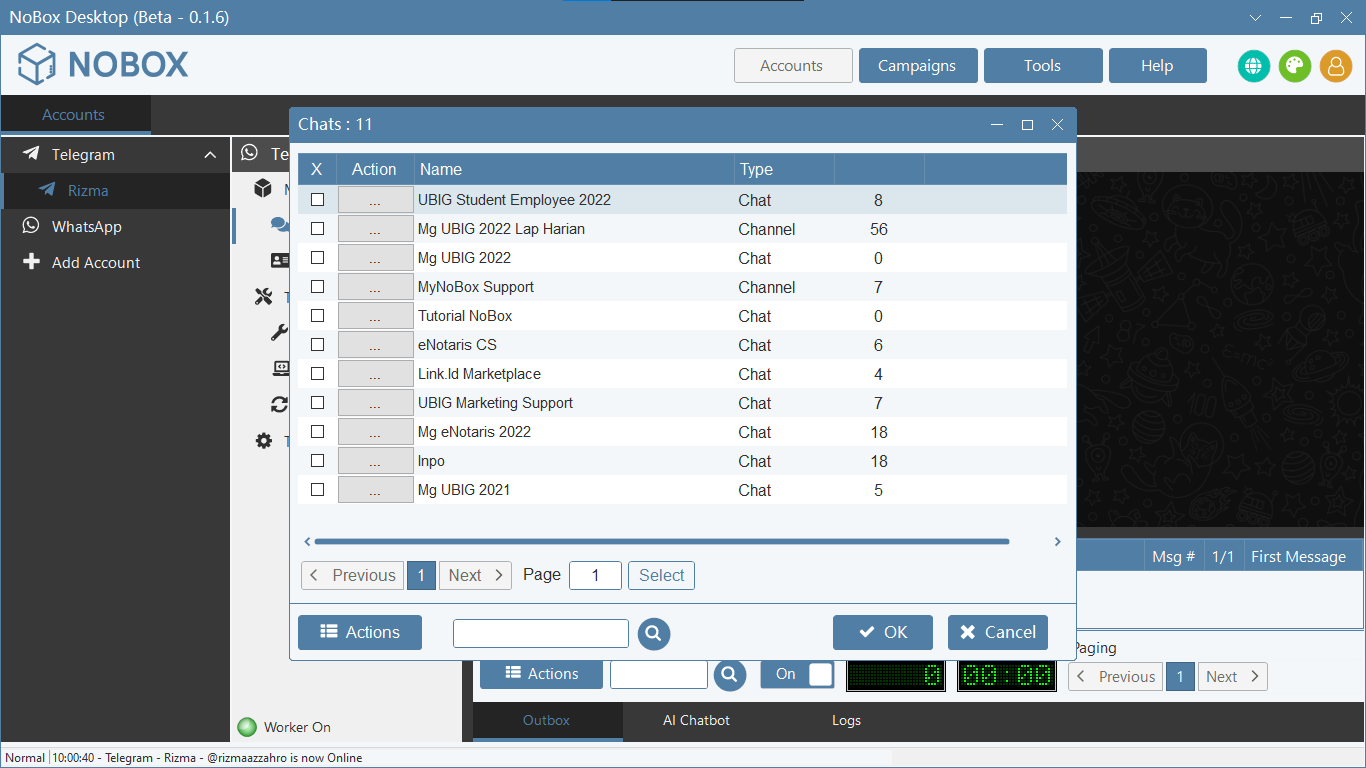 NoBox Desktop (Beta - 0.1.6)
NOBOX
Accounts Campaigns Tools Help
Accounts
Telegram
Rizma
WhatsApp
Add Account
Te
Chats : 11
X Action Name Type
... UBIG Student Employee 2022 Chat 8
... Mg UBIG 2022 Lap Harian Channel 56
... Mg UBIG 2022 Chat 0
... MyNoBox Support Channel 7
... Tutorial NoBox Chat 0
... eNotaris CS Chat 6
... Link.Id Marketplace Chat 4
... UBIG Marketing Support Chat 7
... Mg eNotaris 2022 Chat 18
... Inpo Chat 18
... Mg UBIG 2021 Chat 5
Previous 1 Next Page 1 Select
Actions OK Cancel
Msg # 1/1 First Message
Paging
Actions On 0 00:00 Previous 1 Next
Worker On
Outbox AI Chatbot Logs
Normal 10:00:40 - Telegram - Rizma - @rizmaazzahro is now Online